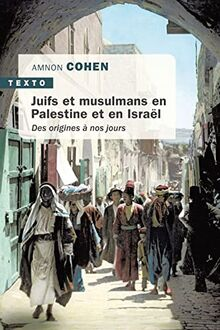 AMNON COHEN
TEXTO
Juifs et musulmans en
Palestine et en Israël
Des origines à nos jours